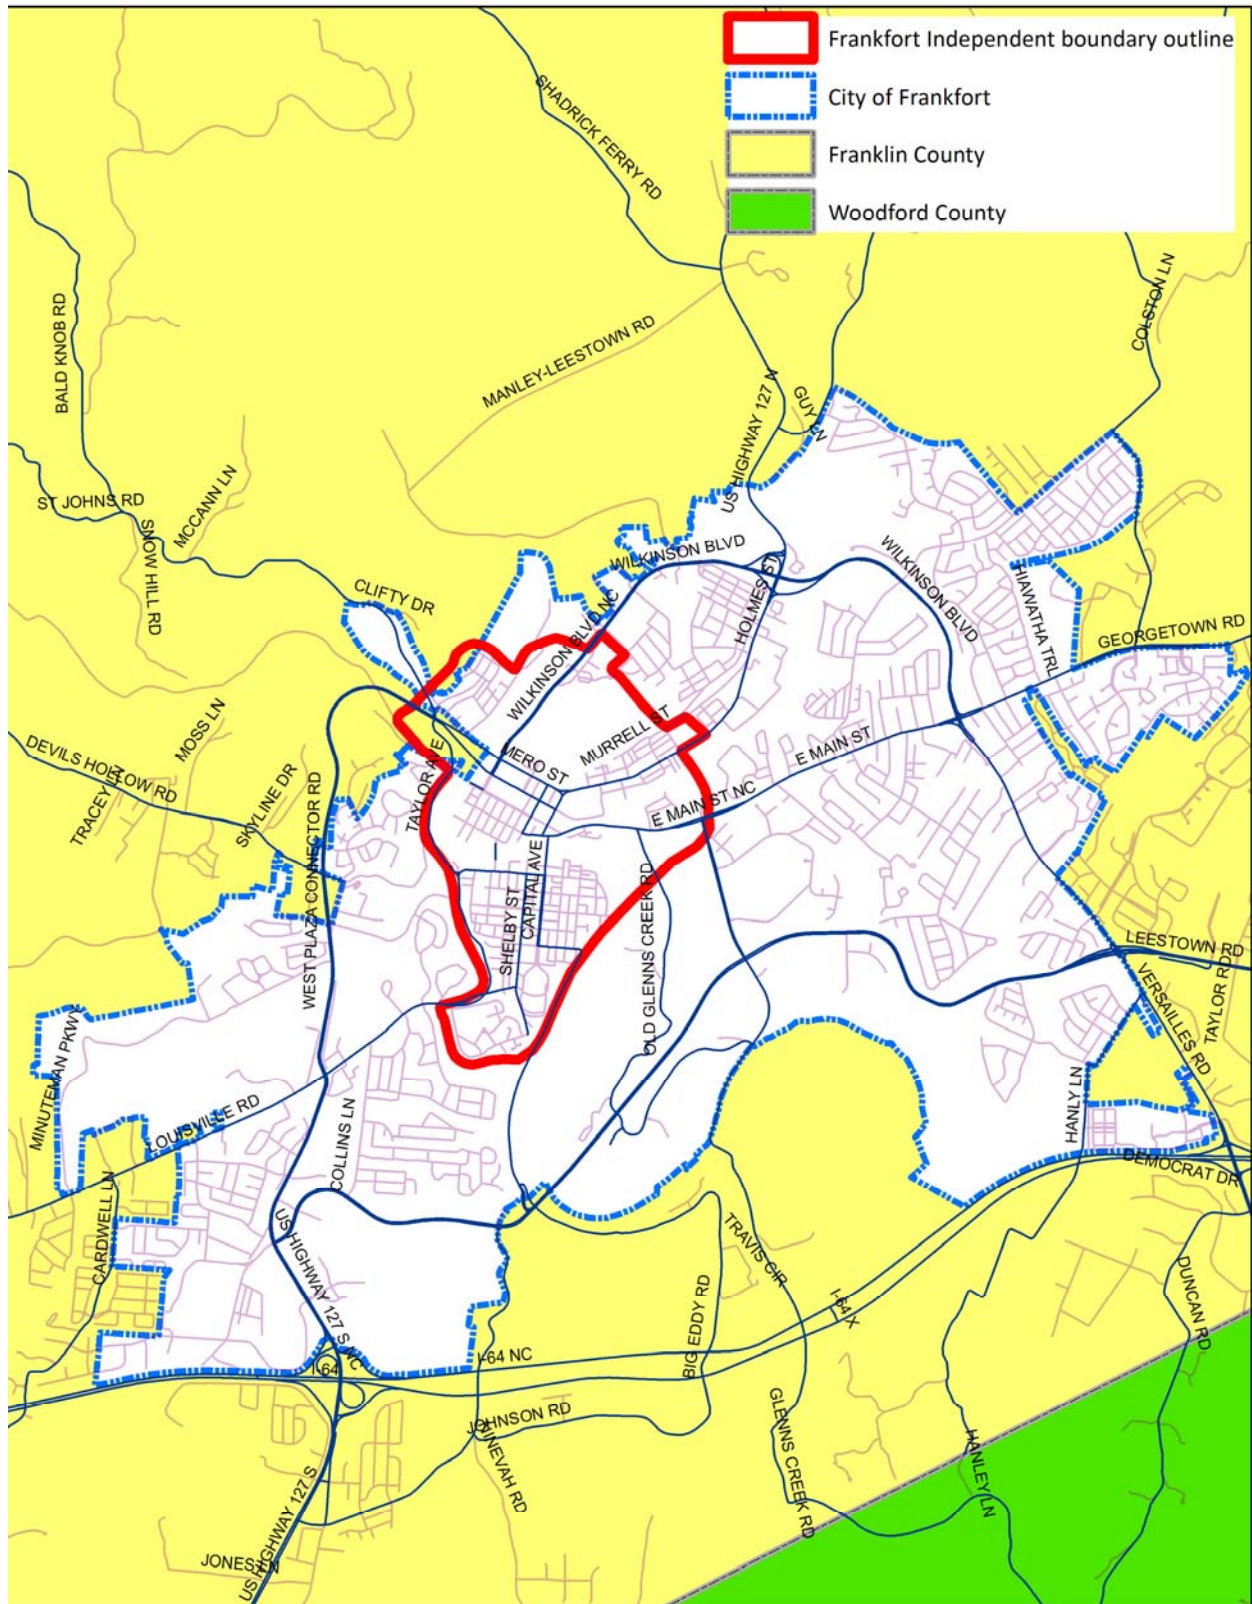 Frankfort Independent boundary outline
City of Frankfort
Franklin County
Woodford County
SHADRICK FERRY RD
COLSTON LN
BALD KNOB RD
MANLEY-LEESTOWN RD
US HIGHWAY 127 N
GUY LN
ST JOHNS RD
MCCANN LN
SNOW HILL RD
WILKINSON BLVD
WILKINSON BLVD
CLIFTY DR
WILKINSON BLVD NC
HOLMES ST
HIAWATHA TRL
GEORGETOWN RD
MOSS LN
DEVILS HOLLOW RD
TRACEY LN
SKYLINE DR
TAYLOR AVE
MERO ST
MURRELL ST
E MAIN ST
E MAIN ST NC
WEST PLAZA CONNECTOR RD
SHELBY ST
CAPITAL AVE
OLD GLENNS CREEK RD
LEESTOWN RD
TAYLOR RD
VERSAILLES RD
MINUTEMAN PKWY
LOUISVILLE RD
COLLINS LN
HANLY LN
CARDWELL LN
DEMOCRAT DR
US HIGHWAY 127 S NC
TRAVIS CIR
DUNCAN RD
BIG EDDY RD
I-64 X
I-64 NC
I-64
JOHNSON RD
NINEVAH RD
GLENNS CREEK RD
HANLEY LN
US HIGHWAY 127 S
JONES LN